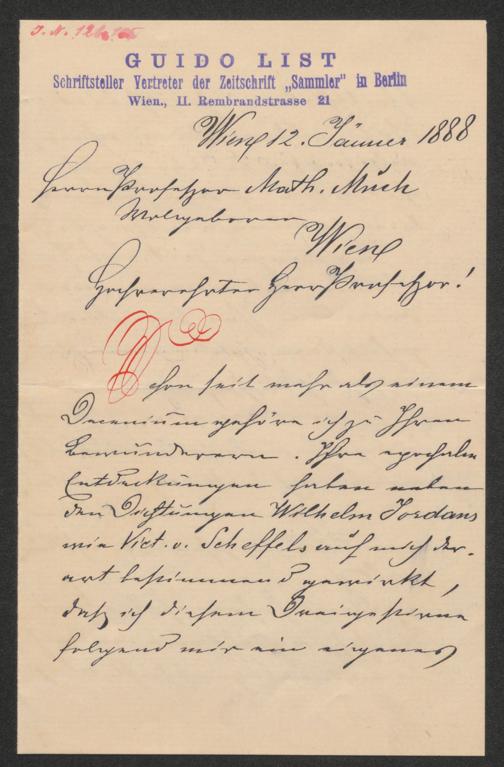 GUIDO LIST
Schriftsteller Vertreter der Zeitschrift „Sammler" in Berlin
Wien., II. Rembrandstrasse 21
Wien 12. Jänner 1888
Herrn Professor Math. Much
Wolgeboren
Wien
Hochverehrter Herr Professor!
Schon seit mehr als einem
Decenium gehöre ich zu Ihren
Bewunderern. Ihre epochalen
Entdeckungen haben neben
den Dichtungen Wilhelm Jordans
wie Vict. v. Scheffels auf mich der-
art bestimmend gewirkt,
daß ich diesem Dreigestirne
folgend mir ein eigenes